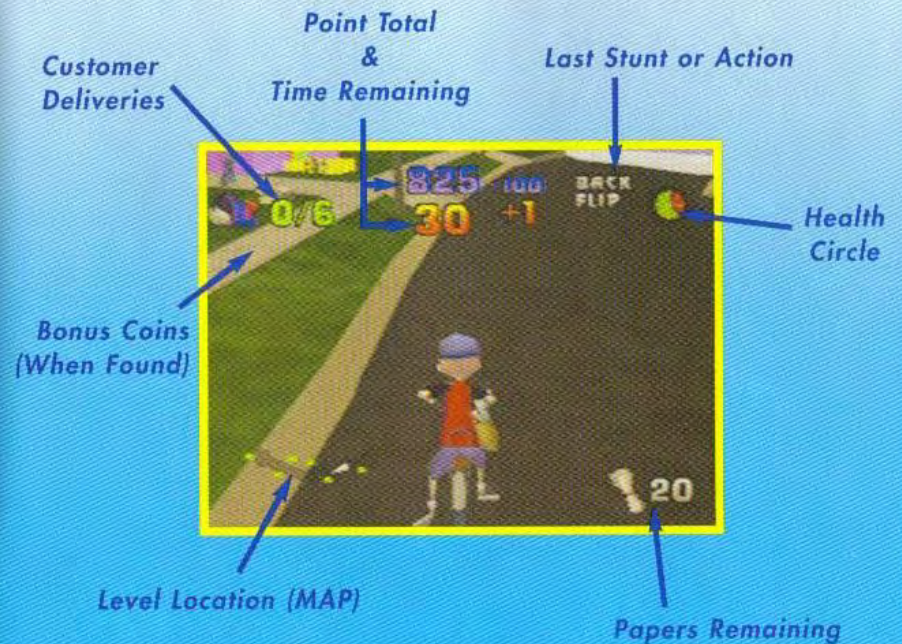 Point Total
&
Time Remaining
Customer
Deliveries
Last Stunt or Action
825 100
BACK
FLIP
0/6
30 +1
Health
Circle
Bonus Coins
(When Found)
20
Level Location (MAP)
Papers Remaining